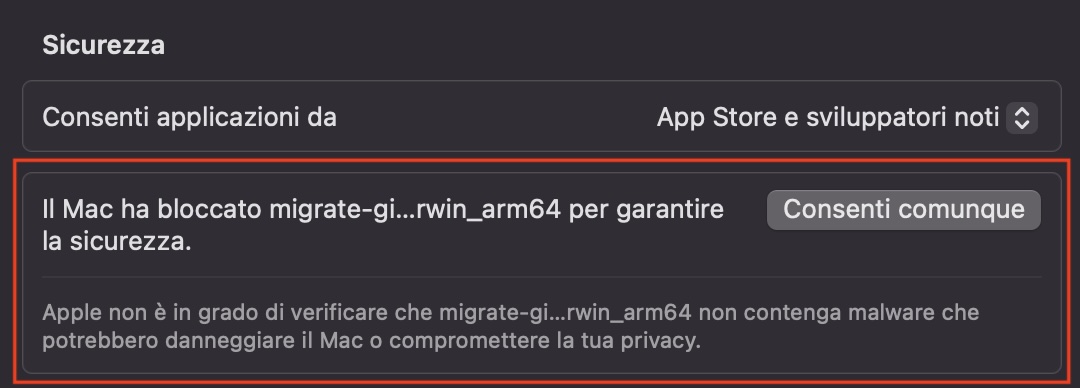 Sicurezza
Consenti applicazioni da
App Store e sviluppatori noti
Il Mac ha bloccato migrate-gi...rwin_arm64 per garantire
la sicurezza.
Consenti comunque
Apple non è in grado di verificare che migrate-gi...rwin_arm64 non contenga malware che
potrebbero danneggiare il Mac o compromettere la tua privacy.